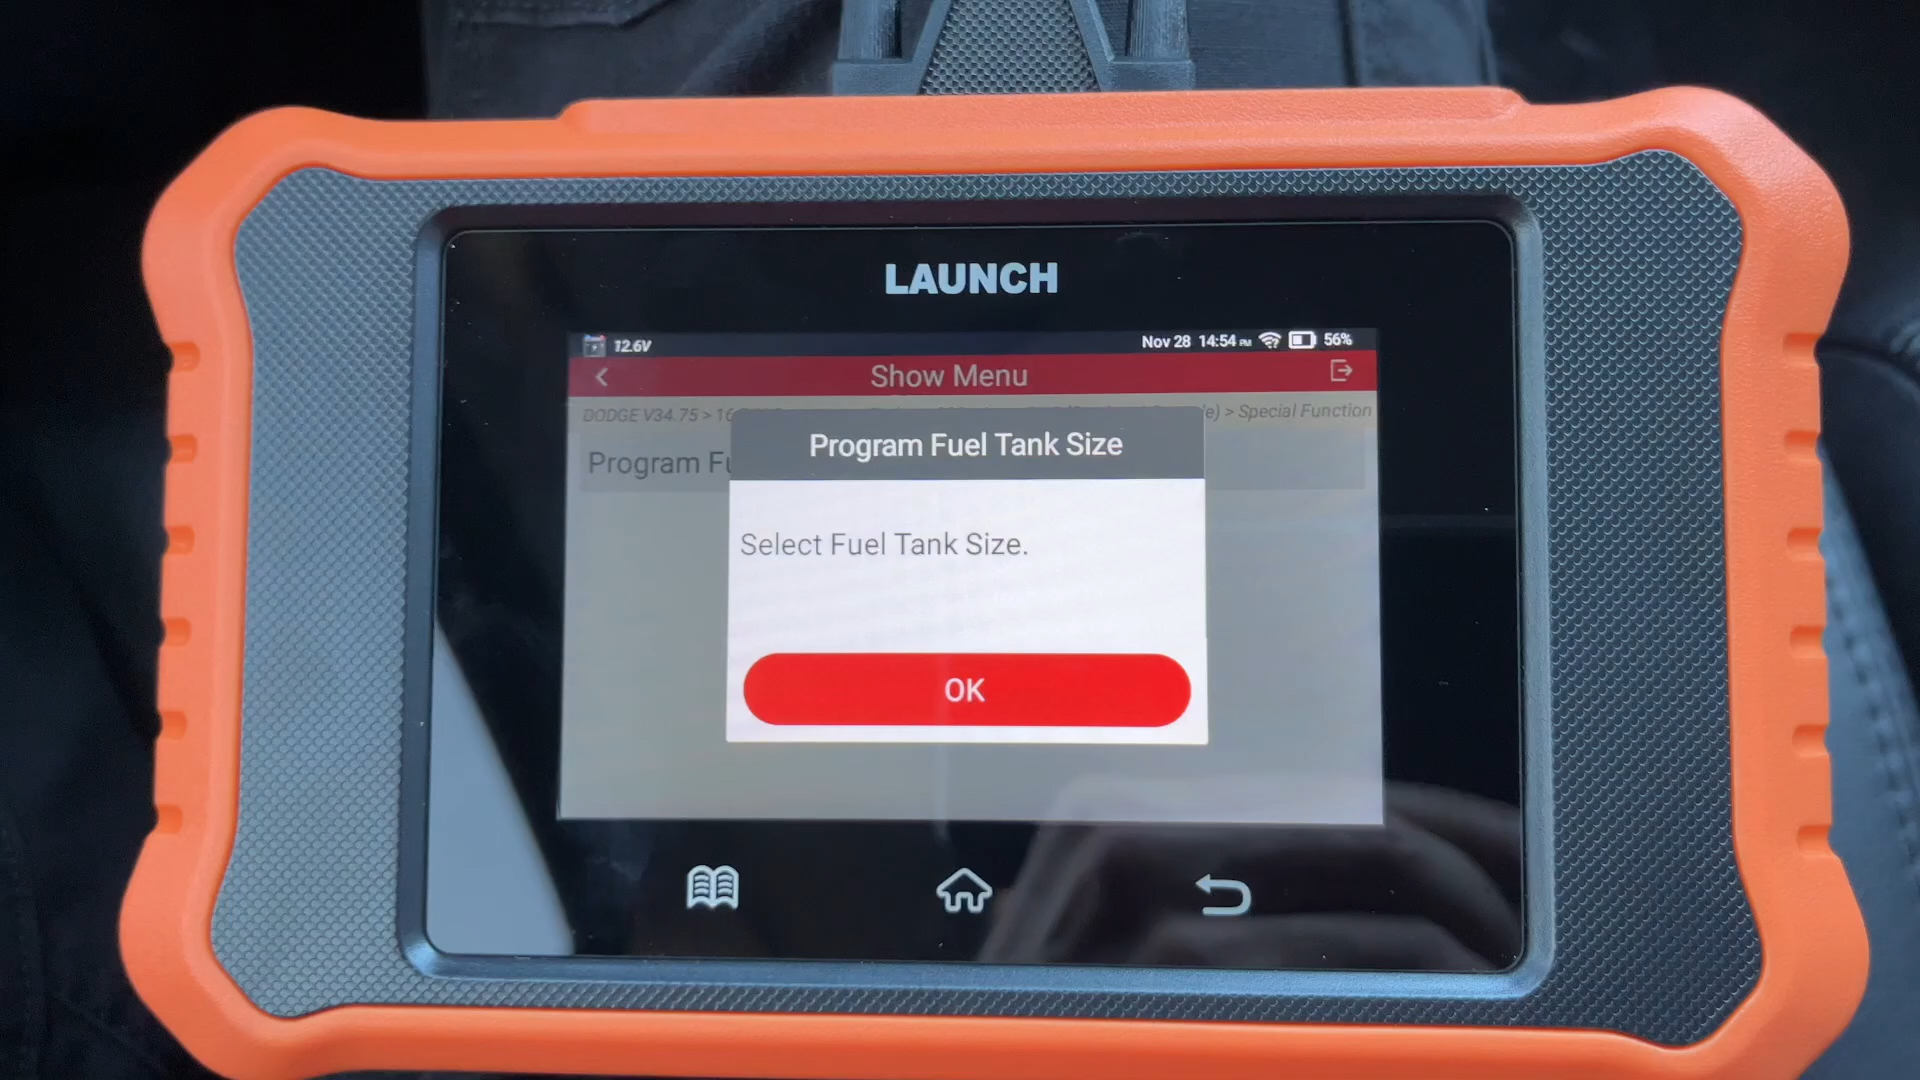 LAUNCH
12.6V Nov 28 14:54 PM 56%
Show Menu
DODGE V34.75 > 16 > Special Function
Program Fuel Tank Size
Program Fu
Select Fuel Tank Size.
OK